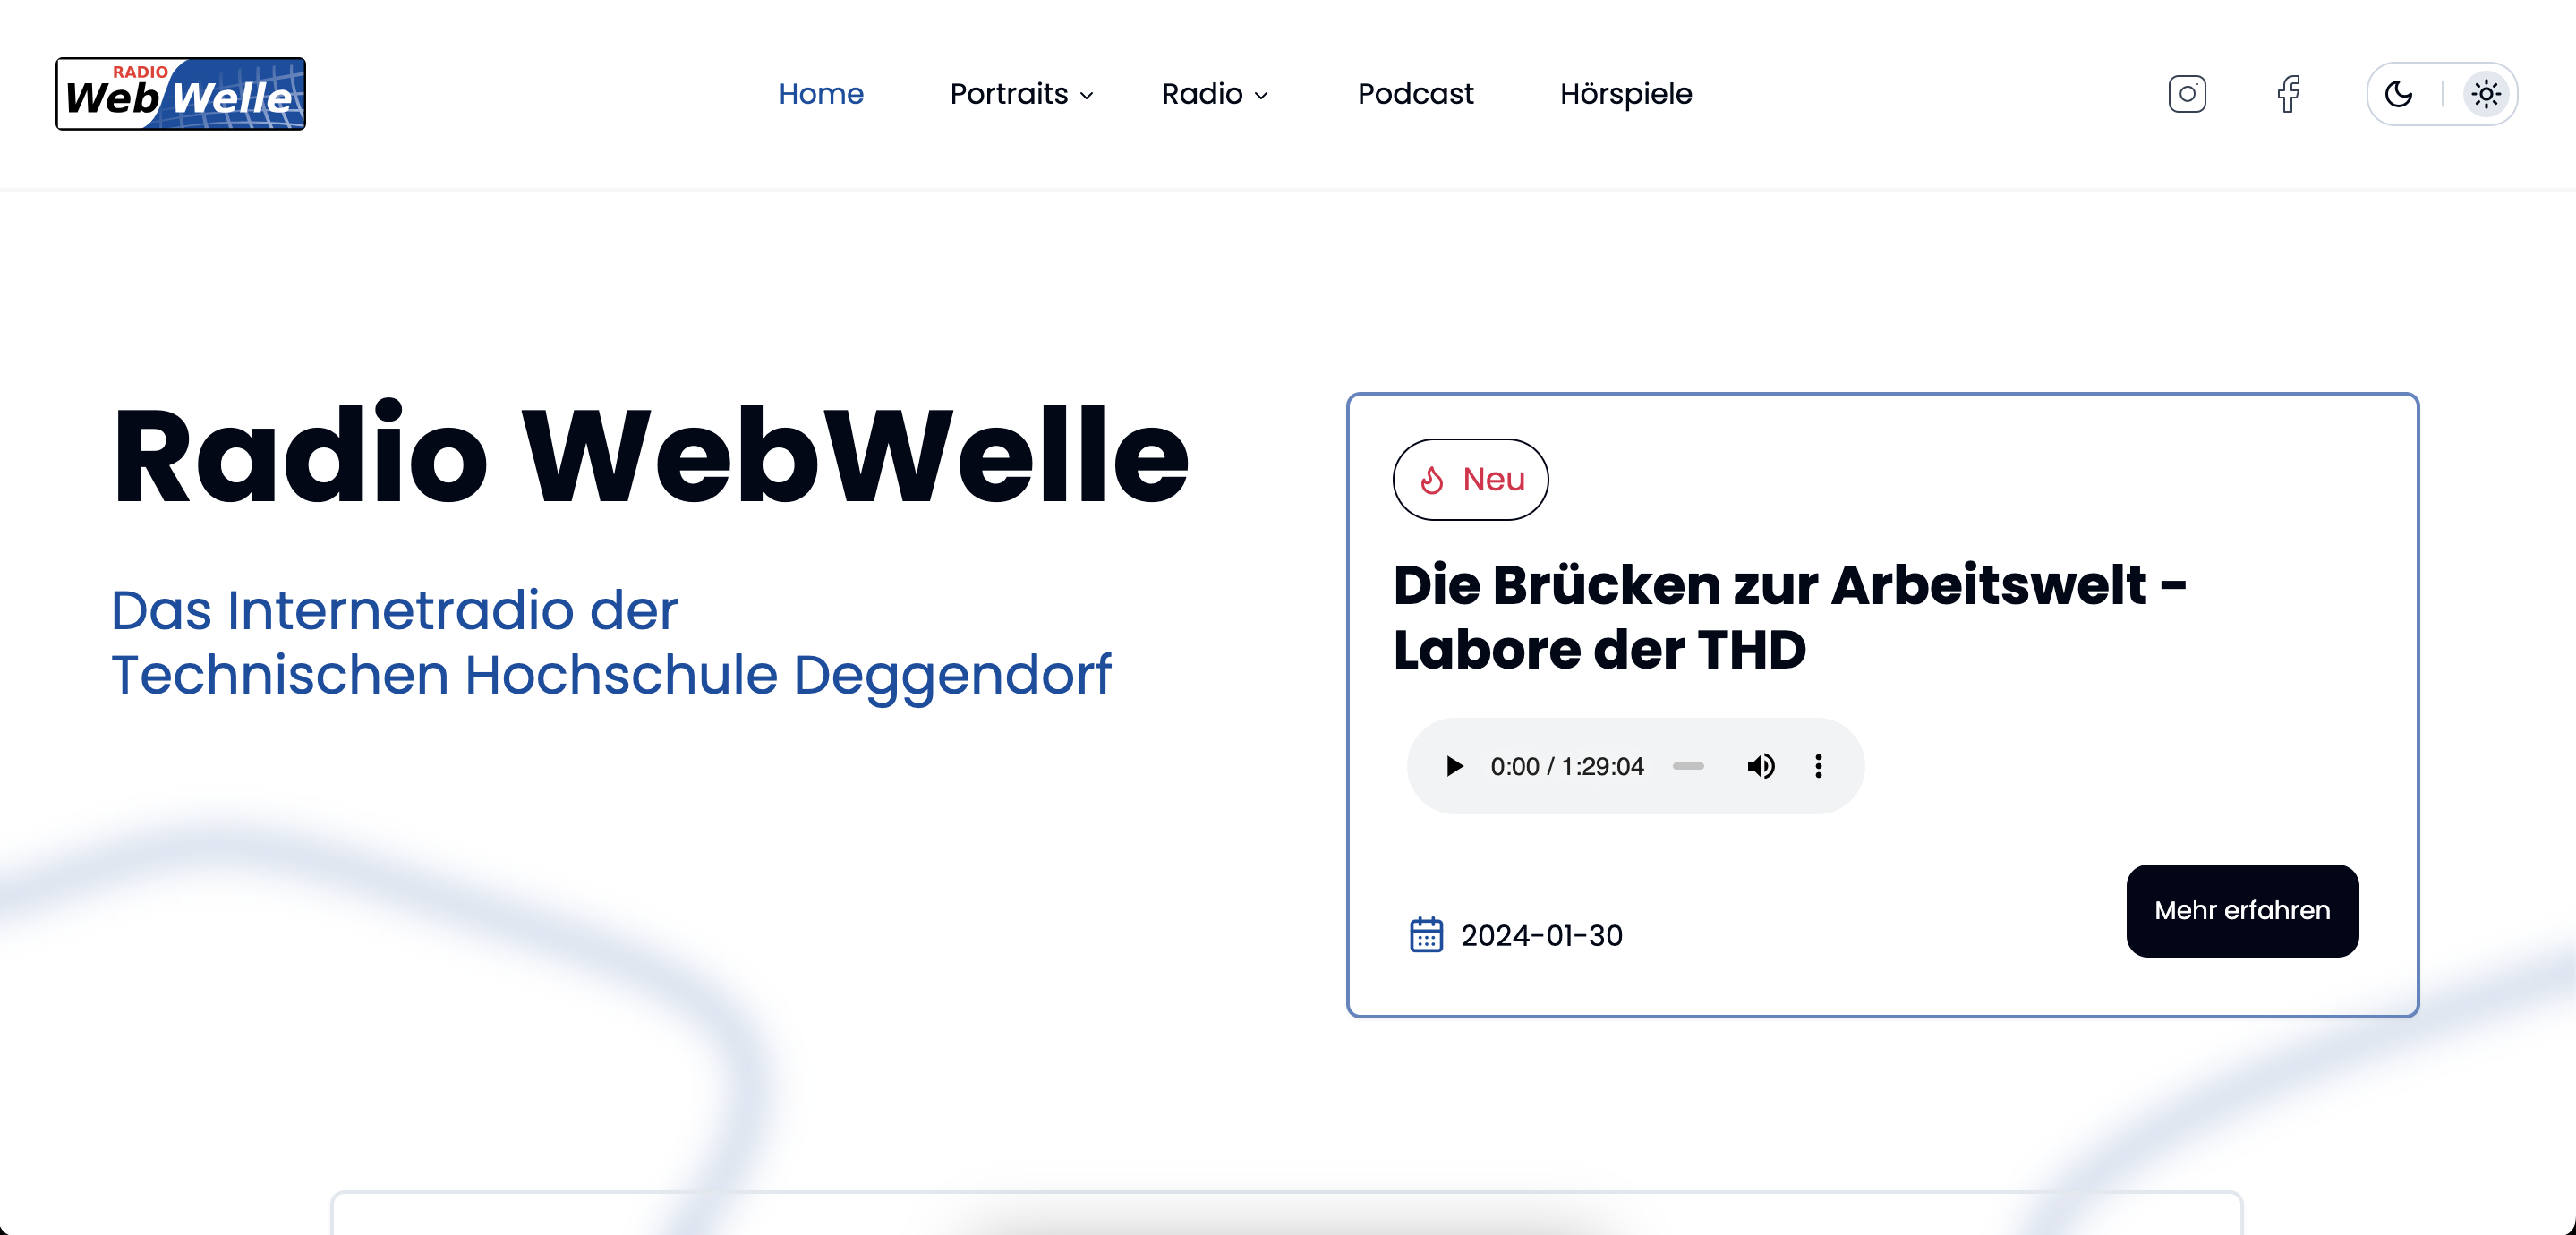 RADIO
Web Welle
Home Portraits Radio Podcast Hörspiele
Radio WebWelle
Das Internetradio der
Technischen Hochschule Deggendorf
Neu
Die Brücken zur Arbeitswelt -
Labore der THD
0:00 / 1:29:04
2024-01-30
Mehr erfahren